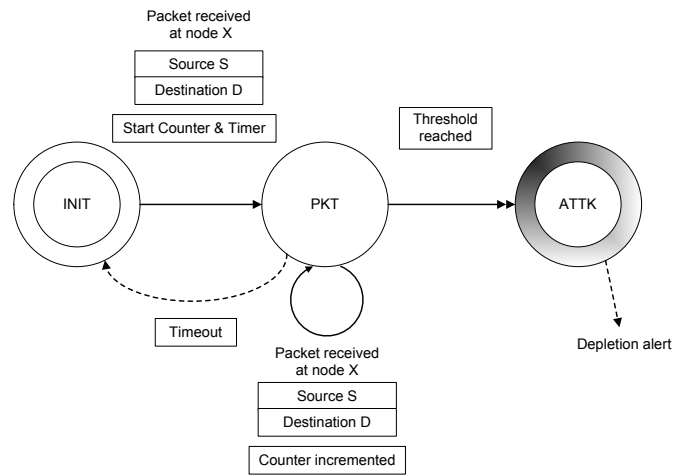 Packet received
at node X
Source S
Destination D
Start Counter & Timer
Threshold
reached
INIT
PKT
ATTK
Timeout
Depletion alert
Packet received
at node X
Source S
Destination D
Counter incremented